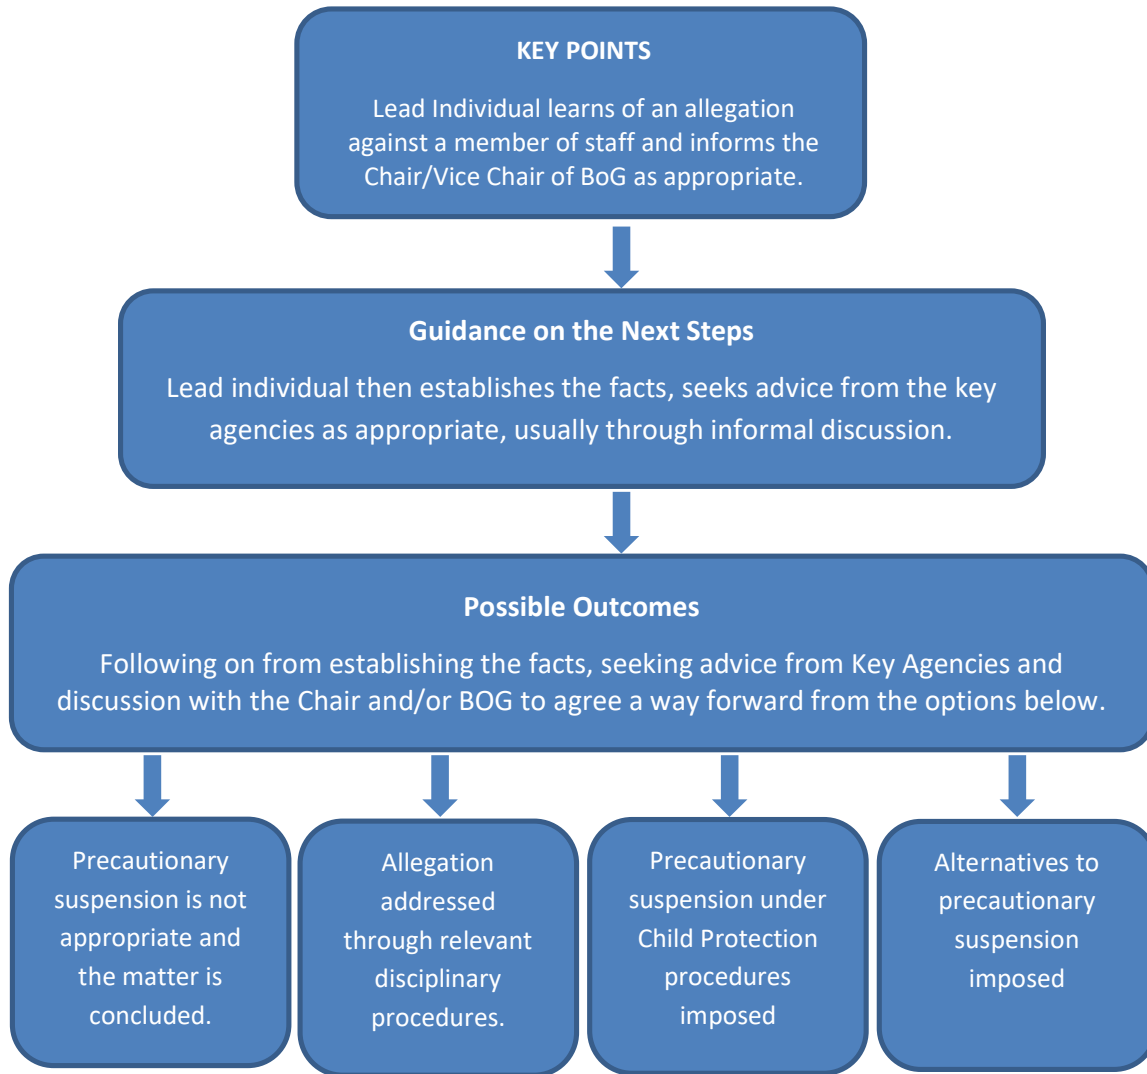 KEY POINTS
Lead Individual learns of an allegation
against a member of staff and informs the
Chair/Vice Chair of BoG as appropriate.
Guidance on the Next Steps
Lead individual then establishes the facts, seeks advice from the key
agencies as appropriate, usually through informal discussion.
Possible Outcomes
Following on from establishing the facts, seeking advice from Key Agencies and
discussion with the Chair and/or BOG to agree a way forward from the options below.
Precautionary
suspension is not
appropriate and
the matter is
concluded.
Allegation
addressed
through relevant
disciplinary
procedures.
Precautionary
suspension under
Child Protection
procedures
imposed
Alternatives to
precautionary
suspension
imposed